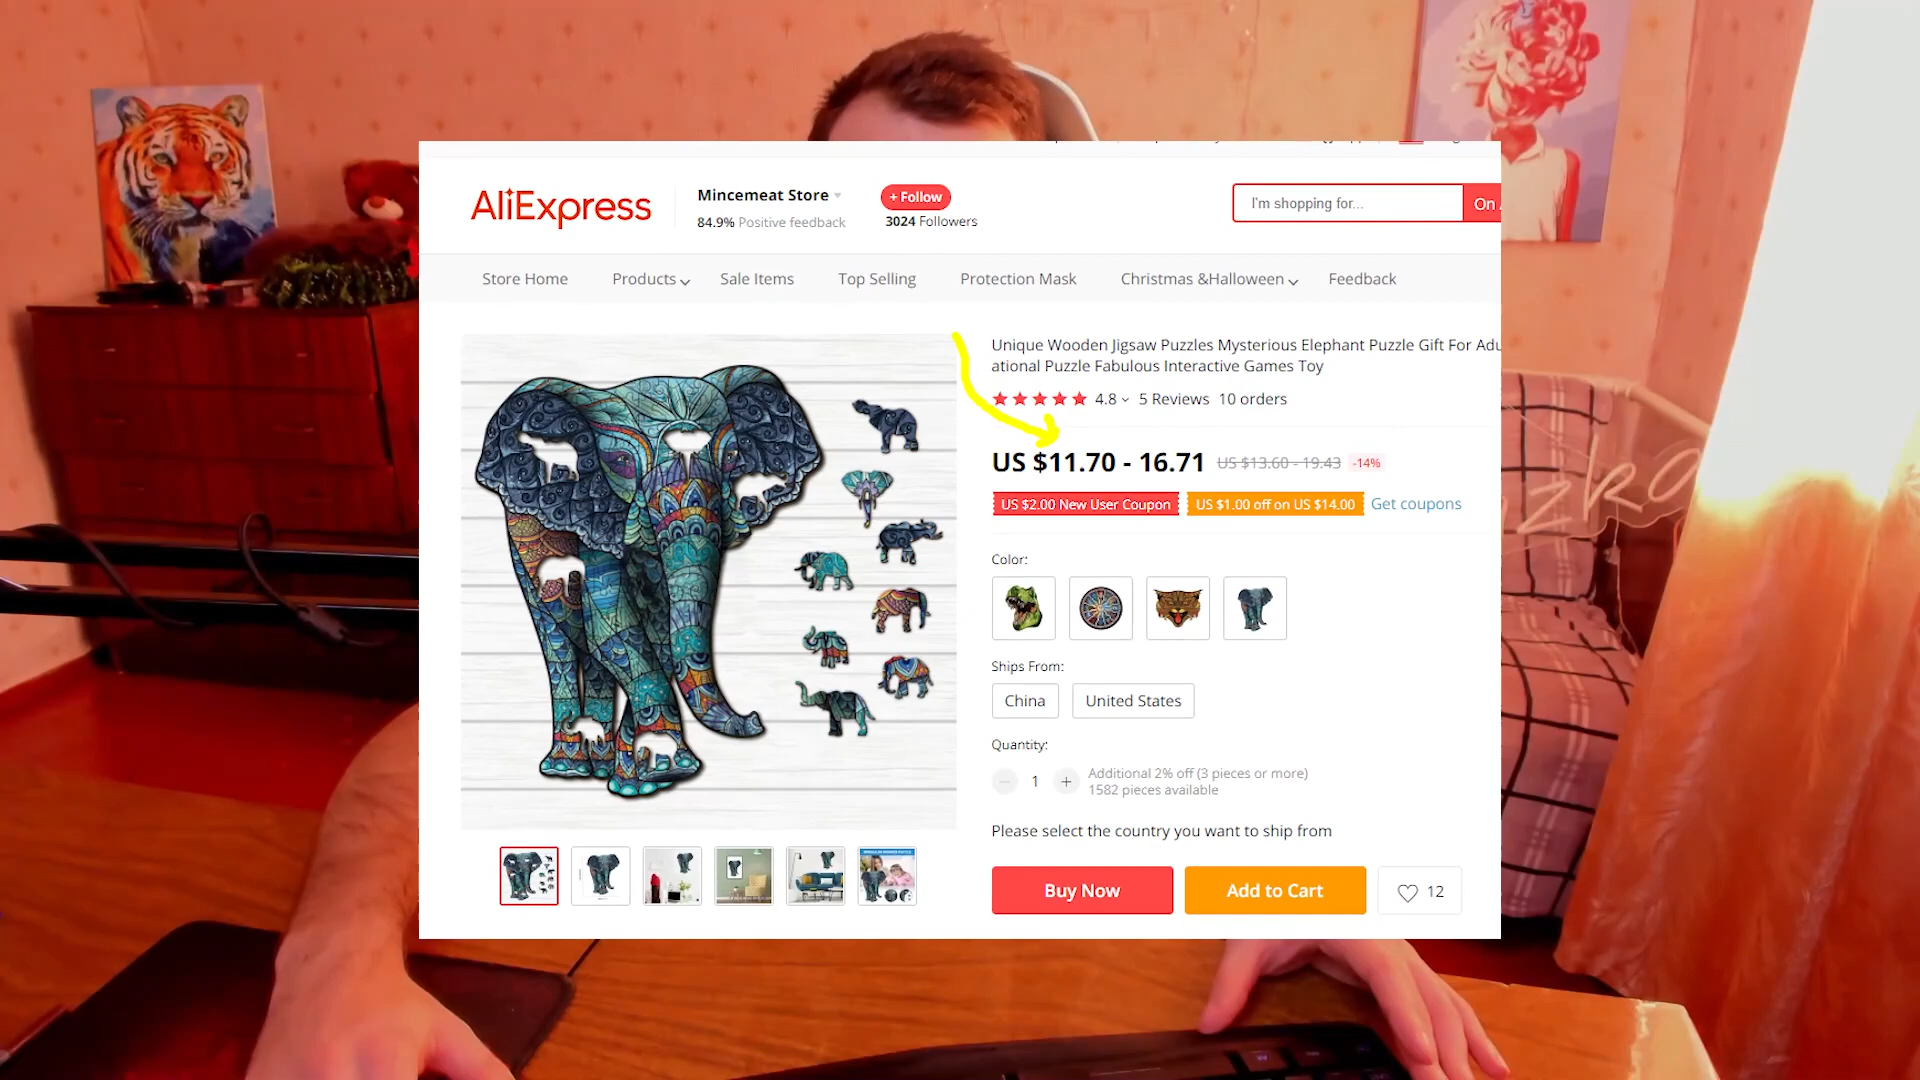 AliExpress
Mincemeat Store
84.9% Positive feedback
+ Follow
3024 Followers
I'm shopping for...
On
Store Home Products Sale Items Top Selling Protection Mask Christmas &Halloween Feedback
Unique Wooden Jigsaw Puzzles Mysterious Elephant Puzzle Gift For Adu
ational Puzzle Fabulous Interactive Games Toy
4.8 5 Reviews 10 orders
US $11.70 - 16.71 US $13.60 - 19.43 -14%
US $2.00 New User Coupon US $1.00 off on US $14.00 Get coupons
Color:
Ships From:
China United States
Quantity:
1
Additional 2% off (3 pieces or more)
1582 pieces available
Please select the country you want to ship from
Buy Now Add to Cart 12